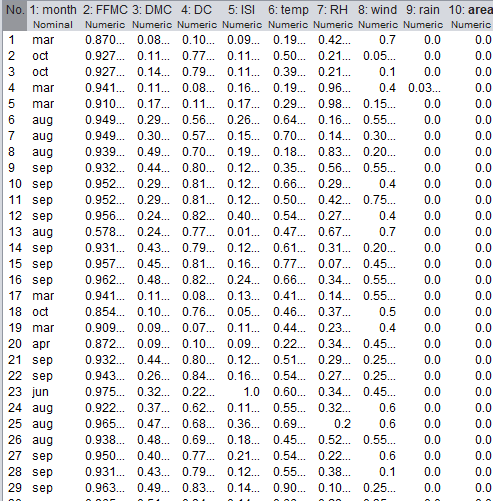 No. 1: month 2: FFMC 3: DMC 4: DC 5: ISI 6: temp 7: RH 8: wind 9: rain 10: area
Nominal Numeric Numeric Numeric Numeric Numeric Numeric Numeric Numeric Numeric
1 mar 0.870... 0.08... 0.10... 0.09... 0.19... 0.42... 0.7 0.0 0.0
2 oct 0.927... 0.11... 0.77... 0.11... 0.50... 0.21... 0.05... 0.0 0.0
3 oct 0.927... 0.14... 0.79... 0.11... 0.39... 0.21... 0.1 0.0 0.0
4 mar 0.941... 0.11... 0.08... 0.16... 0.19... 0.96... 0.4 0.03... 0.0
5 mar 0.910... 0.17... 0.11... 0.17... 0.29... 0.98... 0.15... 0.0 0.0
6 aug 0.949... 0.29... 0.56... 0.26... 0.64... 0.16... 0.55... 0.0 0.0
7 aug 0.949... 0.30... 0.57... 0.15... 0.70... 0.14... 0.30... 0.0 0.0
8 aug 0.939... 0.49... 0.70... 0.19... 0.18... 0.83... 0.20... 0.0 0.0
9 sep 0.932... 0.44... 0.80... 0.12... 0.35... 0.56... 0.55... 0.0 0.0
10 sep 0.952... 0.29... 0.81... 0.12... 0.66... 0.29... 0.4 0.0 0.0
11 sep 0.952... 0.29... 0.81... 0.12... 0.50... 0.42... 0.75... 0.0 0.0
12 sep 0.956... 0.24... 0.82... 0.40... 0.54... 0.27... 0.4 0.0 0.0
13 aug 0.578... 0.24... 0.77... 0.01... 0.47... 0.67... 0.7 0.0 0.0
14 sep 0.931... 0.43... 0.79... 0.12... 0.61... 0.31... 0.20... 0.0 0.0
15 sep 0.957... 0.45... 0.81... 0.16... 0.77... 0.07... 0.45... 0.0 0.0
16 sep 0.962... 0.48... 0.82... 0.24... 0.66... 0.34... 0.55... 0.0 0.0
17 mar 0.941... 0.11... 0.08... 0.13... 0.41... 0.14... 0.55... 0.0 0.0
18 oct 0.854... 0.10... 0.76... 0.05... 0.46... 0.37... 0.5 0.0 0.0
19 mar 0.909... 0.09... 0.07... 0.11... 0.44... 0.23... 0.4 0.0 0.0
20 apr 0.872... 0.09... 0.10... 0.09... 0.22... 0.34... 0.45... 0.0 0.0
21 sep 0.932... 0.44... 0.80... 0.12... 0.51... 0.29... 0.25... 0.0 0.0
22 sep 0.943... 0.26... 0.84... 0.16... 0.54... 0.27... 0.25... 0.0 0.0
23 jun 0.975... 0.32... 0.22... 1.0 0.60... 0.34... 0.45... 0.0 0.0
24 aug 0.922... 0.37... 0.62... 0.11... 0.55... 0.32... 0.6 0.0 0.0
25 aug 0.965... 0.47... 0.68... 0.36... 0.69... 0.2 0.6 0.0 0.0
26 aug 0.938... 0.48... 0.69... 0.18... 0.45... 0.52... 0.55... 0.0 0.0
27 sep 0.950... 0.40... 0.77... 0.21... 0.54... 0.22... 0.6 0.0 0.0
28 sep 0.931... 0.43... 0.79... 0.12... 0.55... 0.38... 0.1 0.0 0.0
29 sep 0.963... 0.49... 0.83... 0.14... 0.90... 0.10... 0.25... 0.0 0.0